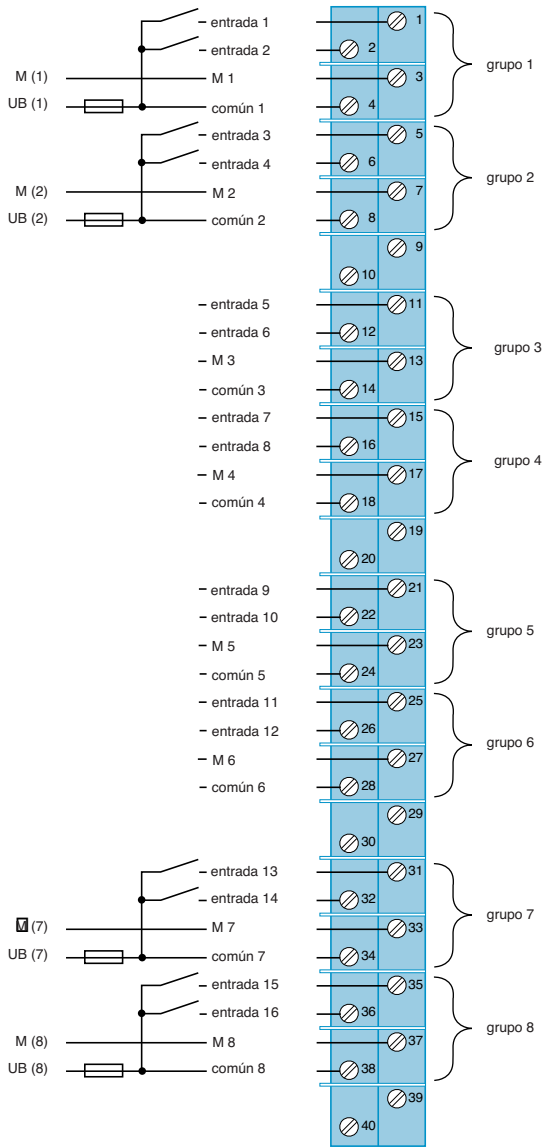 entrada 1 1
entrada 2 2
M (1) M 1 3
UB (1) común 1 4
grupo 1
entrada 3 5
entrada 4 6
M (2) M 2 7
UB (2) común 2 8
grupo 2
9
10
entrada 5 11
entrada 6 12
M 3 13
común 3 14
grupo 3
entrada 7 15
entrada 8 16
M 4 17
común 4 18
grupo 4
19
20
entrada 9 21
entrada 10 22
M 5 23
común 5 24
grupo 5
entrada 11 25
entrada 12 26
M 6 27
común 6 28
grupo 6
29
30
entrada 13 31
entrada 14 32
M (7) M 7 33
UB (7) común 7 34
grupo 7
entrada 15 35
entrada 16 36
M (8) M 8 37
UB (8) común 8 38
grupo 8
39
40